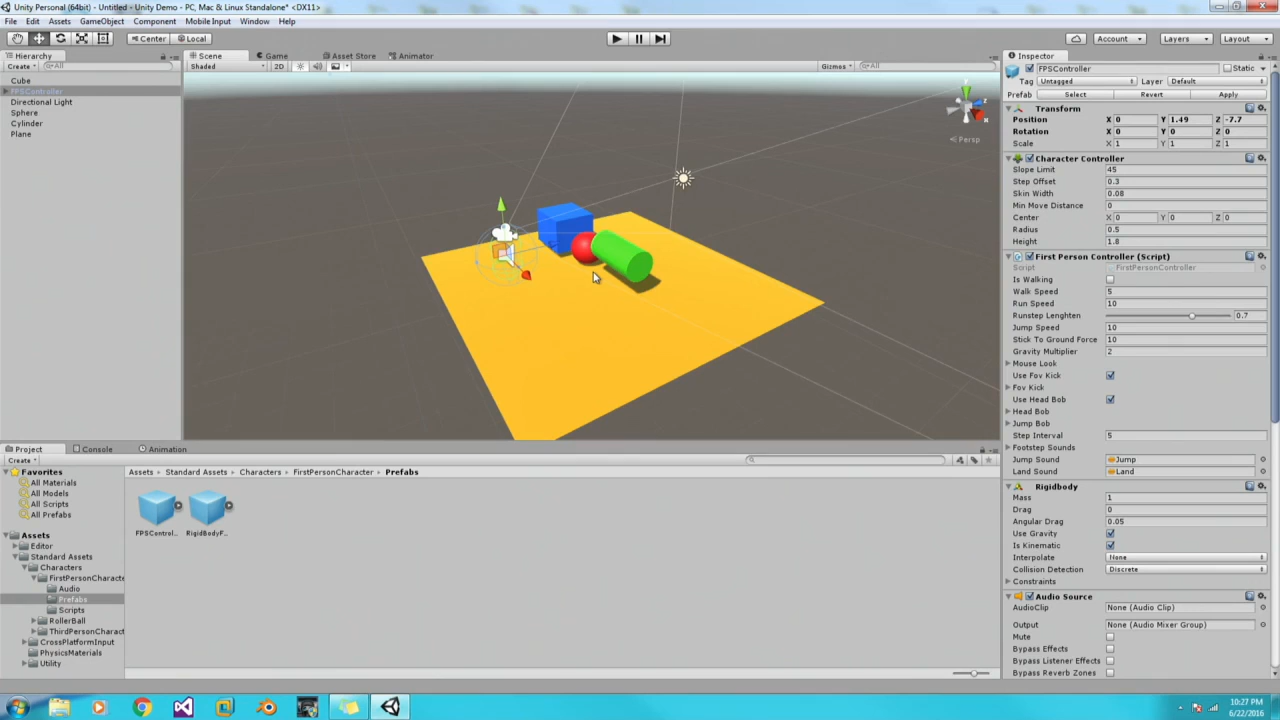 Unity Personal (64bit) - Untitled - Unity Demo - PC, Mac & Linux Standalone* <DX11>
File Edit Assets GameObject Component Mobile Input Window Help
Center Local Account Layers Layout
Hierarchy
Create All
Cube
FPSController
Directional Light
Sphere
Cylinder
Plane
Scene Game Asset Store Animator
Shaded 2D Gizmos All
y
z
x
Persp
Inspector
FPSController Static
Tag Untagged Layer Default
Prefab Select Revert Apply
Transform
Position X 0 Y 1.49 Z -7.7
Rotation X 0 Y 0 Z 0
Scale X 1 Y 1 Z 1
Character Controller
Slope Limit 45
Step Offset 0.3
Skin Width 0.08
Min Move Distance 0
Center X 0 Y 0 Z 0
Radius 0.5
Height 1.8
First Person Controller (Script)
Script FirstPersonController
Is Walking
Walk Speed 5
Run Speed 10
Runstep Lenghten 0.7
Jump Speed 10
Stick To Ground Force 10
Gravity Multiplier 2
Mouse Look
Use Fov Kick
Fov Kick
Use Head Bob
Head Bob
Jump Bob
Step Interval 5
Footstep Sounds
Jump Sound Jump
Land Sound Land
Rigidbody
Mass 1
Drag 0
Angular Drag 0.05
Use Gravity
Is Kinematic
Interpolate None
Collision Detection Discrete
Constraints
Audio Source
AudioClip None (Audio Clip)
Output None (Audio Mixer Group)
Mute
Bypass Effects
Bypass Listener Effects
Bypass Reverb Zones
Project Console Animation
Create
Favorites
All Materials
All Models
All Scripts
All Prefabs
Assets
Editor
Standard Assets
Characters
FirstPersonCharacte
Audio
Prefabs
Scripts
RollerBall
ThirdPersonCharact
CrossPlatformInput
PhysicsMaterials
Utility
Assets Standard Assets Characters FirstPersonCharacter Prefabs
FPSControl... RigidBodyF...
10:27 PM
6/22/2016